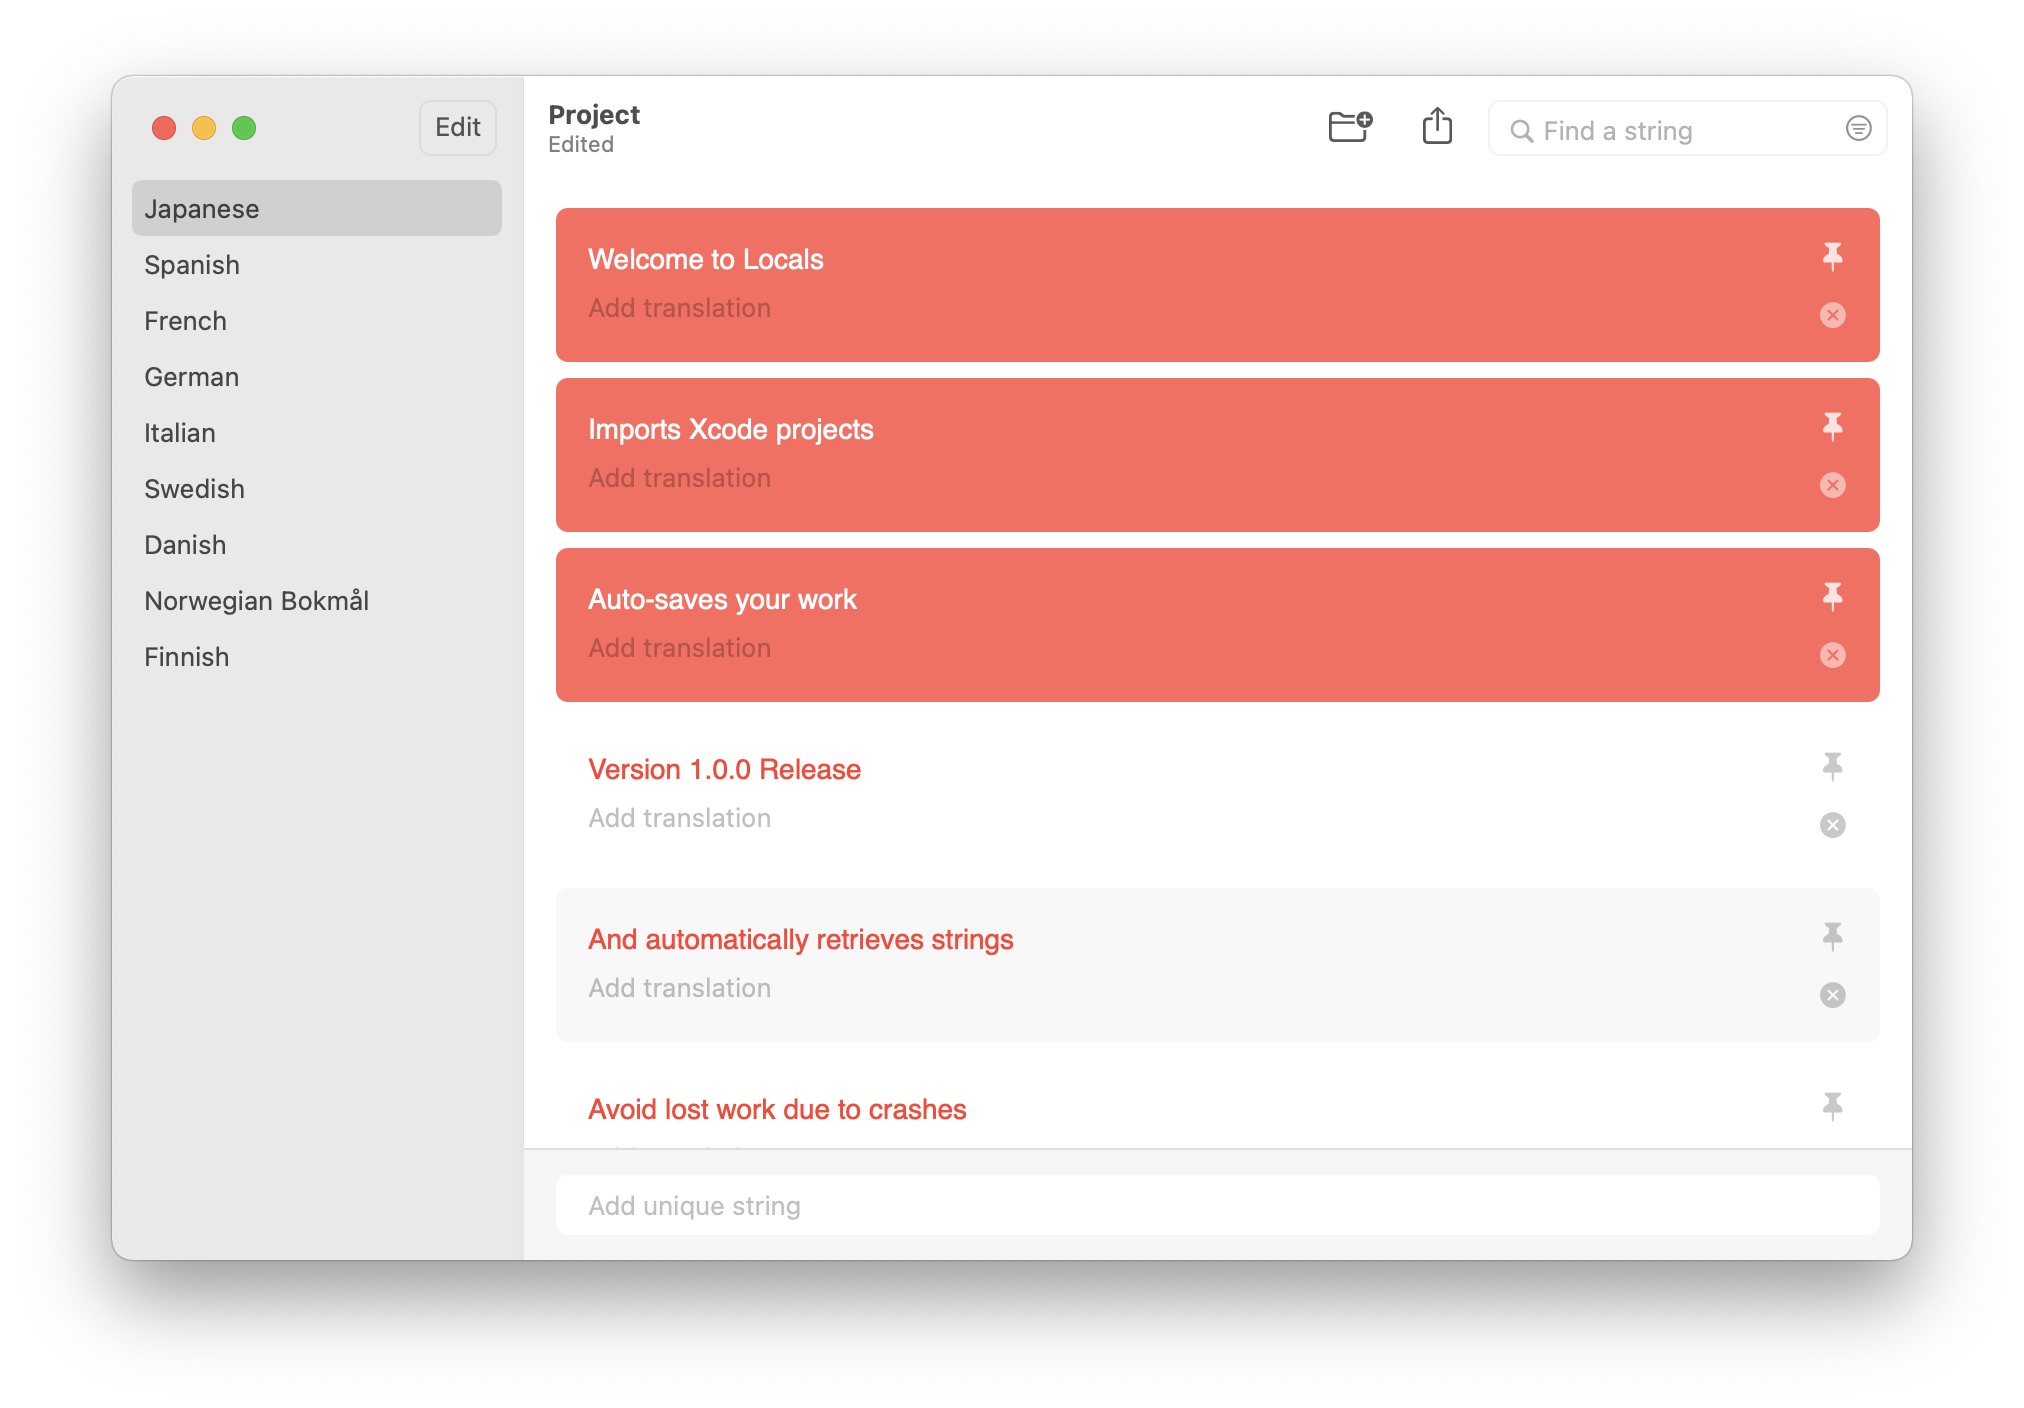 Edit
Japanese
Spanish
French
German
Italian
Swedish
Danish
Norwegian Bokmål
Finnish
Project
Edited
Find a string
Welcome to Locals
Add translation
Imports Xcode projects
Add translation
Auto-saves your work
Add translation
Version 1.0.0 Release
Add translation
And automatically retrieves strings
Add translation
Avoid lost work due to crashes
Add unique string